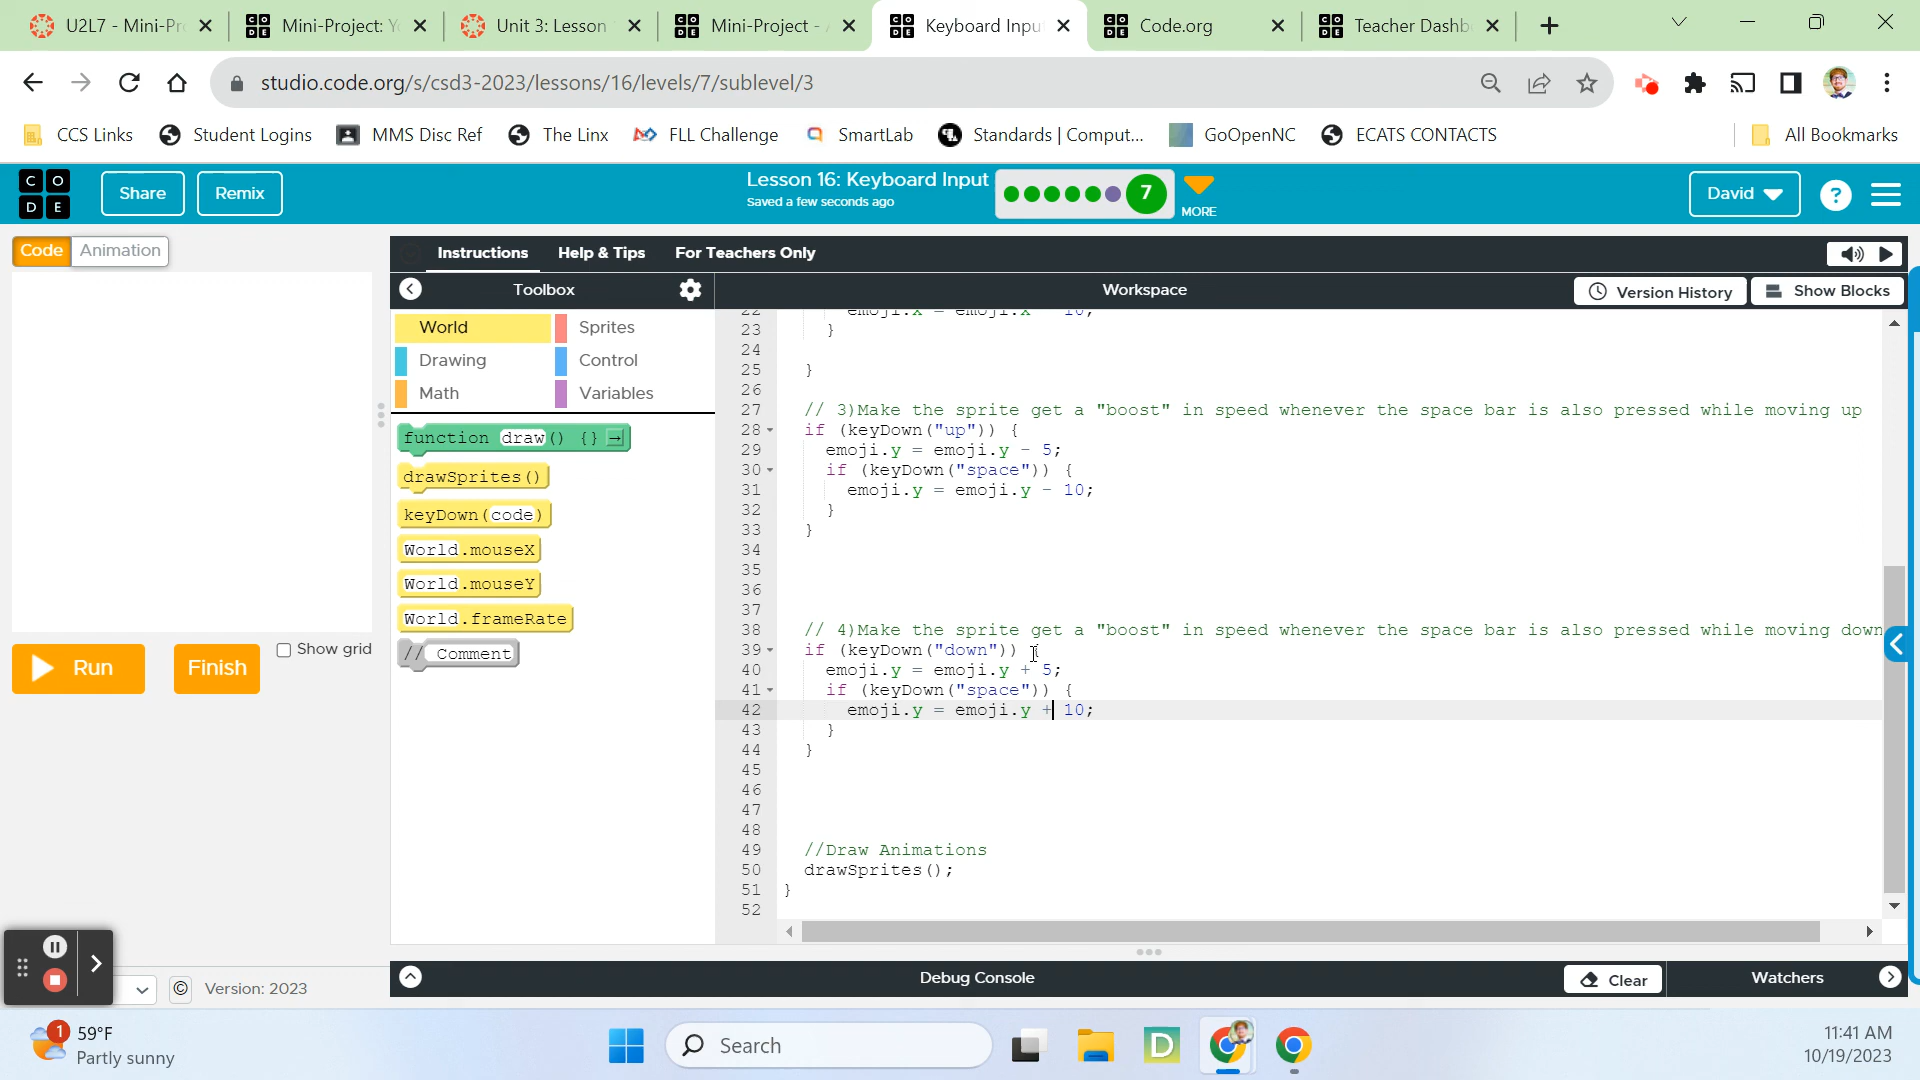 U2L7 - Mini-Pr
Mini-Project: Y
Unit 3: Lesson
Mini-Project -
Keyboard Inpu
Code.org
Teacher Dashb
studio.code.org/s/csd3-2023/lessons/16/levels/7/sublevel/3
CCS Links
Student Logins
MMS Disc Ref
The Linx
FLL Challenge
SmartLab
Standards | Comput...
GoOpenNC
ECATS CONTACTS
All Bookmarks
C O
D E
Share
Remix
Lesson 16: Keyboard Input
Saved a few seconds ago
7
MORE
David
?
Code
Animation
Instructions
Help & Tips
For Teachers Only
Toolbox
Workspace
Version History
Show Blocks
World
Sprites
Drawing
Control
Math
Variables
function draw() {} →
drawSprites()
keyDown(code)
World.mouseX
World.mouseY
World.frameRate
// Comment
Run
Finish
Show grid
22 emoji.x = emoji.x 10;
23 }
24
25 }
26
27 // 3)Make the sprite get a "boost" in speed whenever the space bar is also pressed while moving up
28 if (keyDown("up")) {
29 emoji.y = emoji.y - 5;
30 if (keyDown("space")) {
31 emoji.y = emoji.y - 10;
32 }
33 }
34
35
36
37
38 // 4)Make the sprite get a "boost" in speed whenever the space bar is also pressed while moving down
39 if (keyDown("down")) {
40 emoji.y = emoji.y + 5;
41 if (keyDown("space")) {
42 emoji.y = emoji.y + 10;
43 }
44 }
45
46
47
48
49 //Draw Animations
50 drawSprites();
51 }
52
Debug Console
Clear
Watchers
© Version: 2023
1
59°F
Partly sunny
Search
D
11:41 AM
10/19/2023